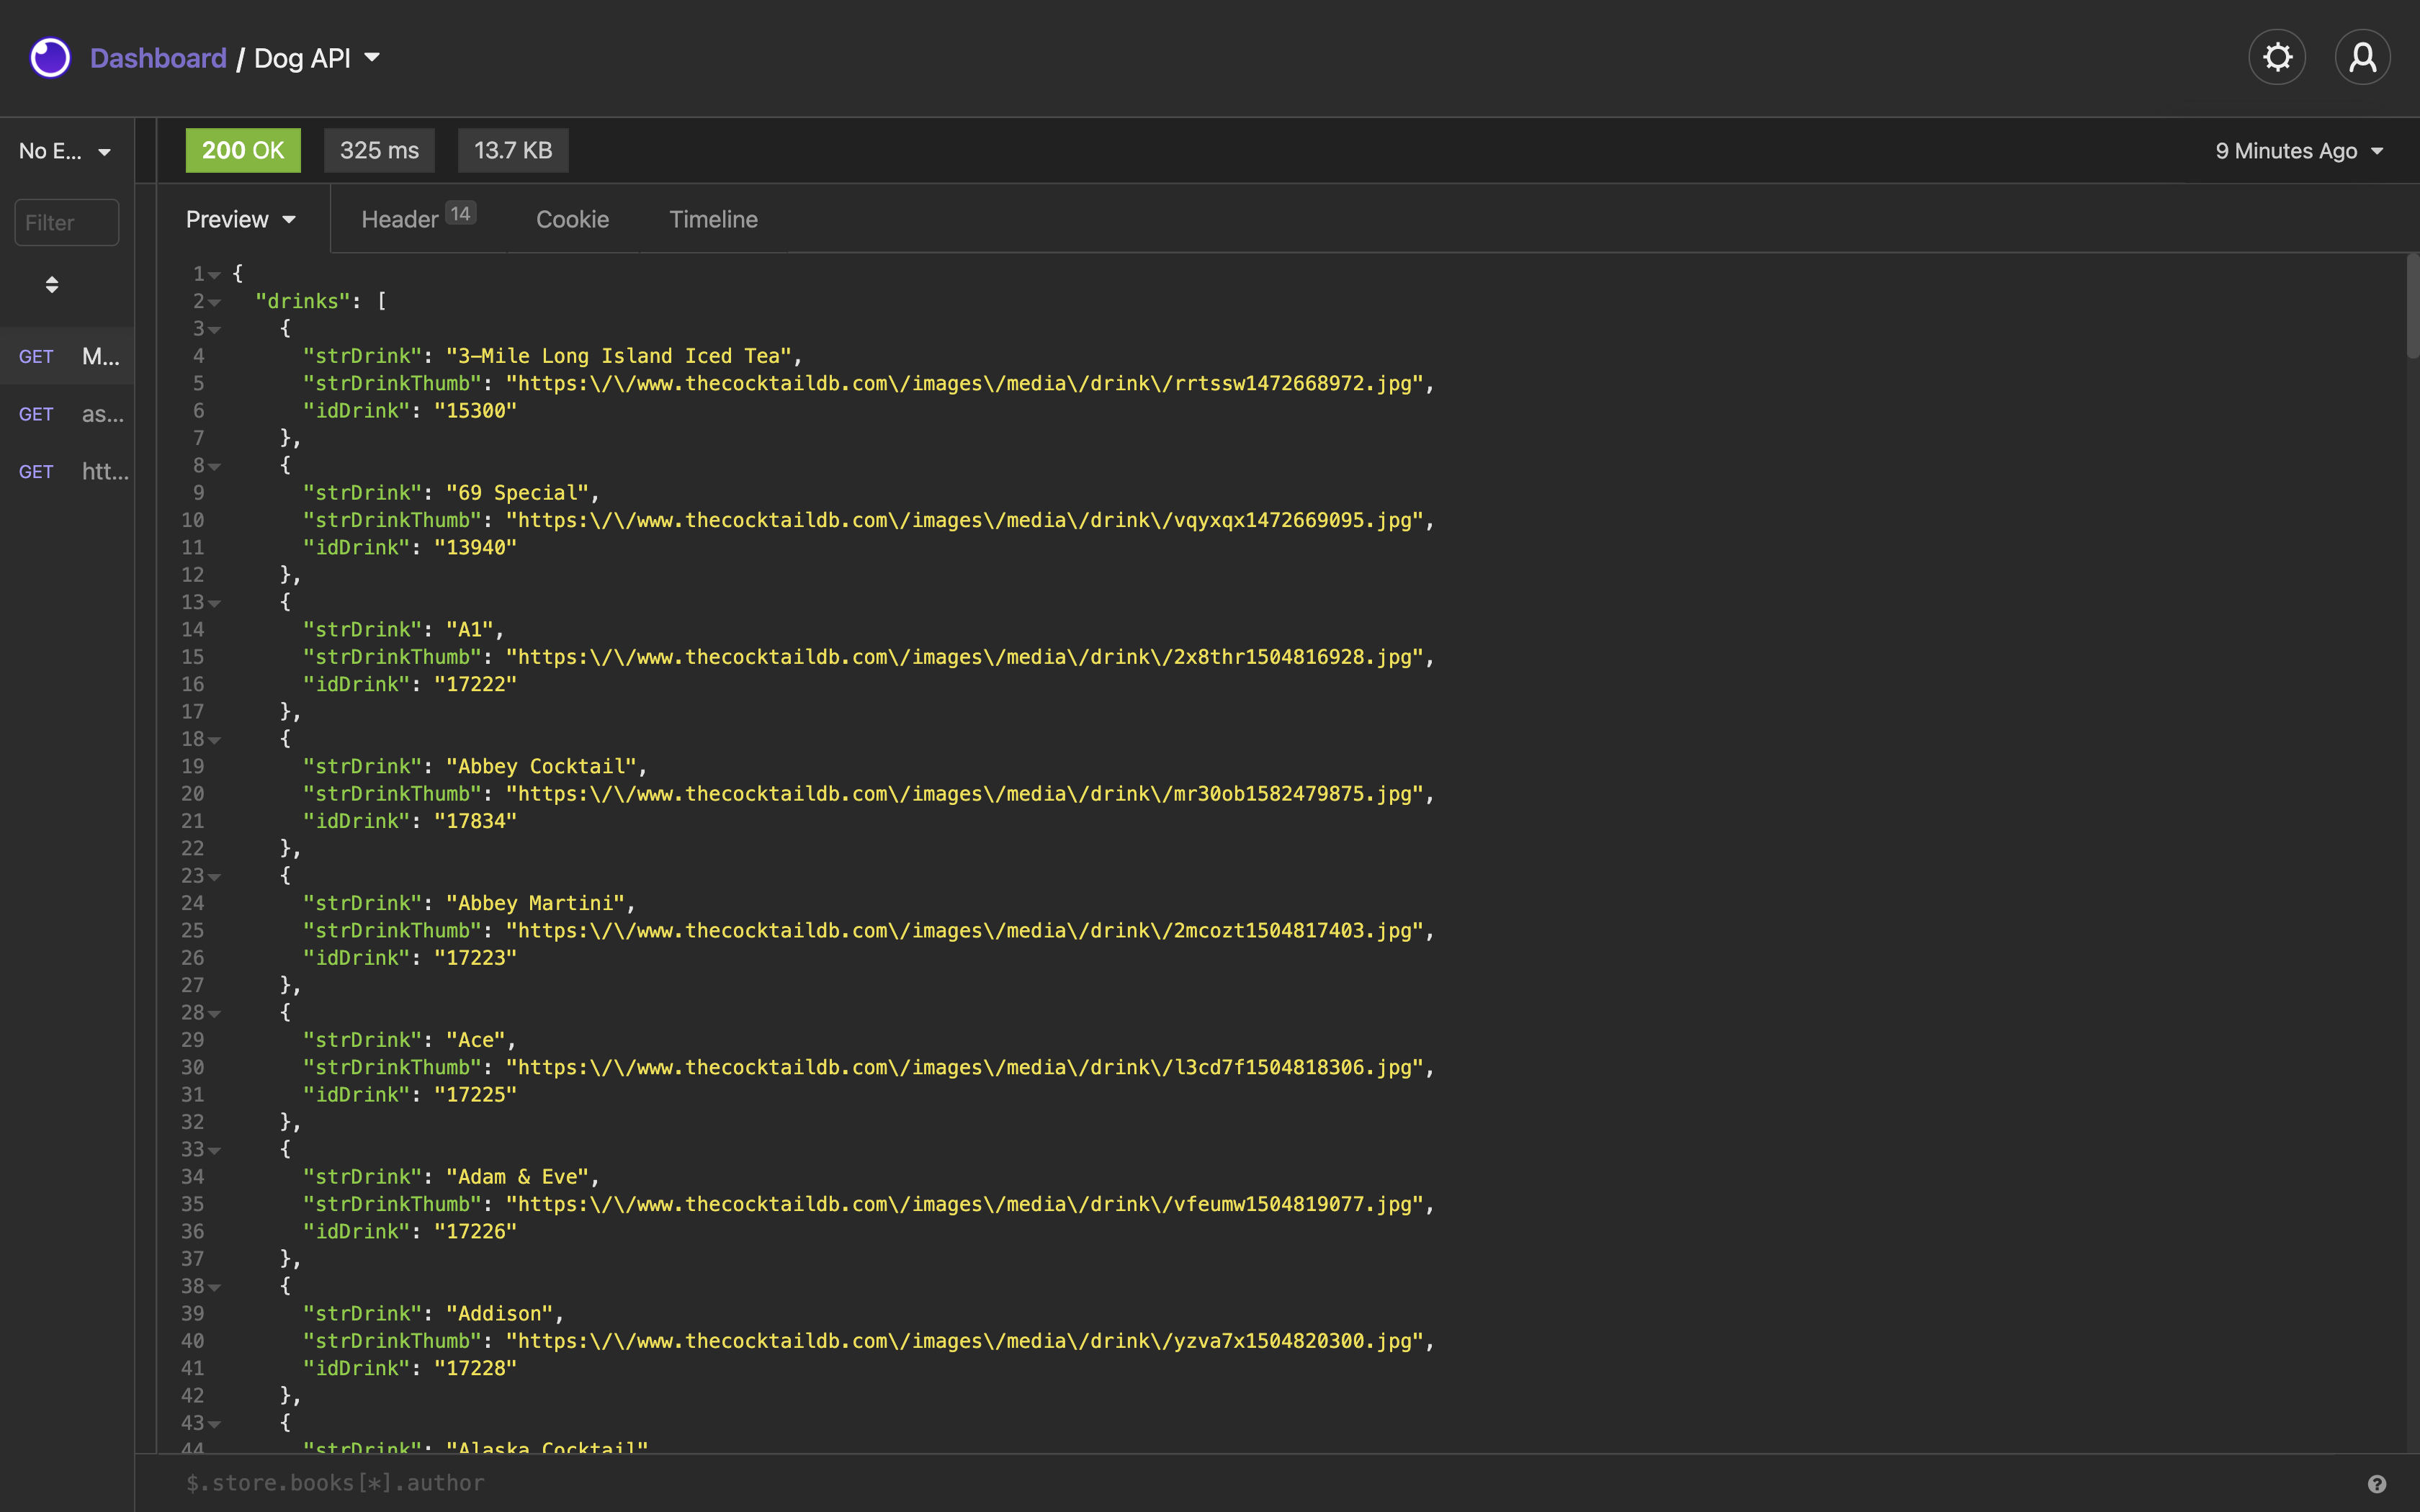 Dashboard / Dog API
No E... 200 OK 325 ms 13.7 KB 9 Minutes Ago
Filter
GET M...
GET as...
GET htt...
Preview Header 14 Cookie Timeline
1 {
2 "drinks": [
3 {
4 "strDrink": "3-Mile Long Island Iced Tea",
5 "strDrinkThumb": "https:\/\/www.thecocktaildb.com\/images\/media\/drink\/rrtssw1472668972.jpg",
6 "idDrink": "15300"
7 },
8 {
9 "strDrink": "69 Special",
10 "strDrinkThumb": "https:\/\/www.thecocktaildb.com\/images\/media\/drink\/vqyxqx1472669095.jpg",
11 "idDrink": "13940"
12 },
13 {
14 "strDrink": "A1",
15 "strDrinkThumb": "https:\/\/www.thecocktaildb.com\/images\/media\/drink\/2x8thr1504816928.jpg",
16 "idDrink": "17222"
17 },
18 {
19 "strDrink": "Abbey Cocktail",
20 "strDrinkThumb": "https:\/\/www.thecocktaildb.com\/images\/media\/drink\/mr30ob1582479875.jpg",
21 "idDrink": "17834"
22 },
23 {
24 "strDrink": "Abbey Martini",
25 "strDrinkThumb": "https:\/\/www.thecocktaildb.com\/images\/media\/drink\/2mcozt1504817403.jpg",
26 "idDrink": "17223"
27 },
28 {
29 "strDrink": "Ace",
30 "strDrinkThumb": "https:\/\/www.thecocktaildb.com\/images\/media\/drink\/l3cd7f1504818306.jpg",
31 "idDrink": "17225"
32 },
33 {
34 "strDrink": "Adam & Eve",
35 "strDrinkThumb": "https:\/\/www.thecocktaildb.com\/images\/media\/drink\/vfeumw1504819077.jpg",
36 "idDrink": "17226"
37 },
38 {
39 "strDrink": "Addison",
40 "strDrinkThumb": "https:\/\/www.thecocktaildb.com\/images\/media\/drink\/yzva7x1504820300.jpg",
41 "idDrink": "17228"
42 },
43 {
44 "strDrink": "Alaska Cocktail"
$.store.books[*].author